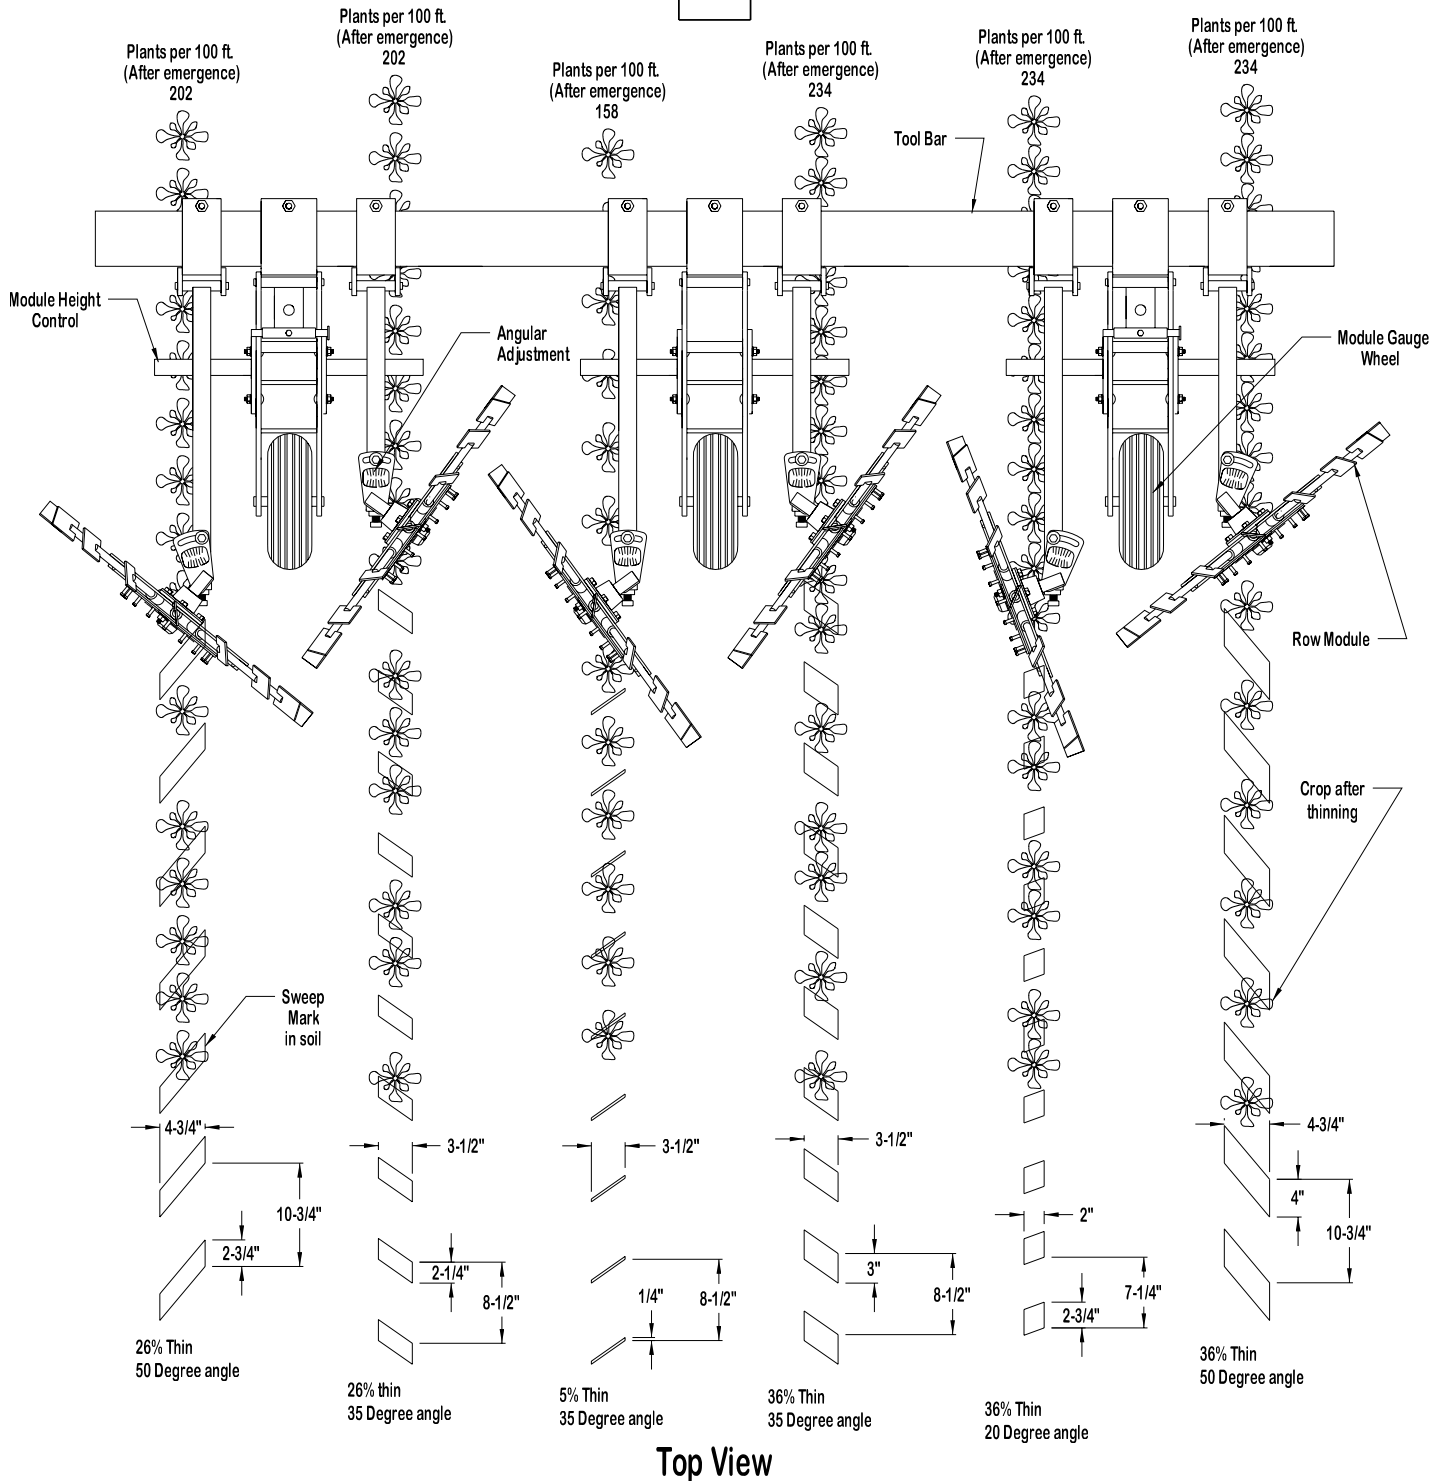 Plants per 100 ft.
(After emergence)
202
Plants per 100 ft.
(After emergence)
202
Plants per 100 ft.
(After emergence)
158
Plants per 100 ft.
(After emergence)
234
Plants per 100 ft.
(After emergence)
234
Plants per 100 ft.
(After emergence)
234
Tool Bar
Module Height
Control
Angular
Adjustment
Module Gauge
Wheel
Row Module
Crop after
thinning
Sweep
Mark
in soil
4-3/4"
10-3/4"
2-3/4"
26% Thin
50 Degree angle
3-1/2"
2-1/4"
8-1/2"
26% thin
35 Degree angle
3-1/2"
1/4"
8-1/2"
5% Thin
35 Degree angle
3-1/2"
3"
8-1/2"
36% Thin
35 Degree angle
2"
7-1/4"
2-3/4"
36% Thin
20 Degree angle
4-3/4"
4"
10-3/4"
36% Thin
50 Degree angle
Top View